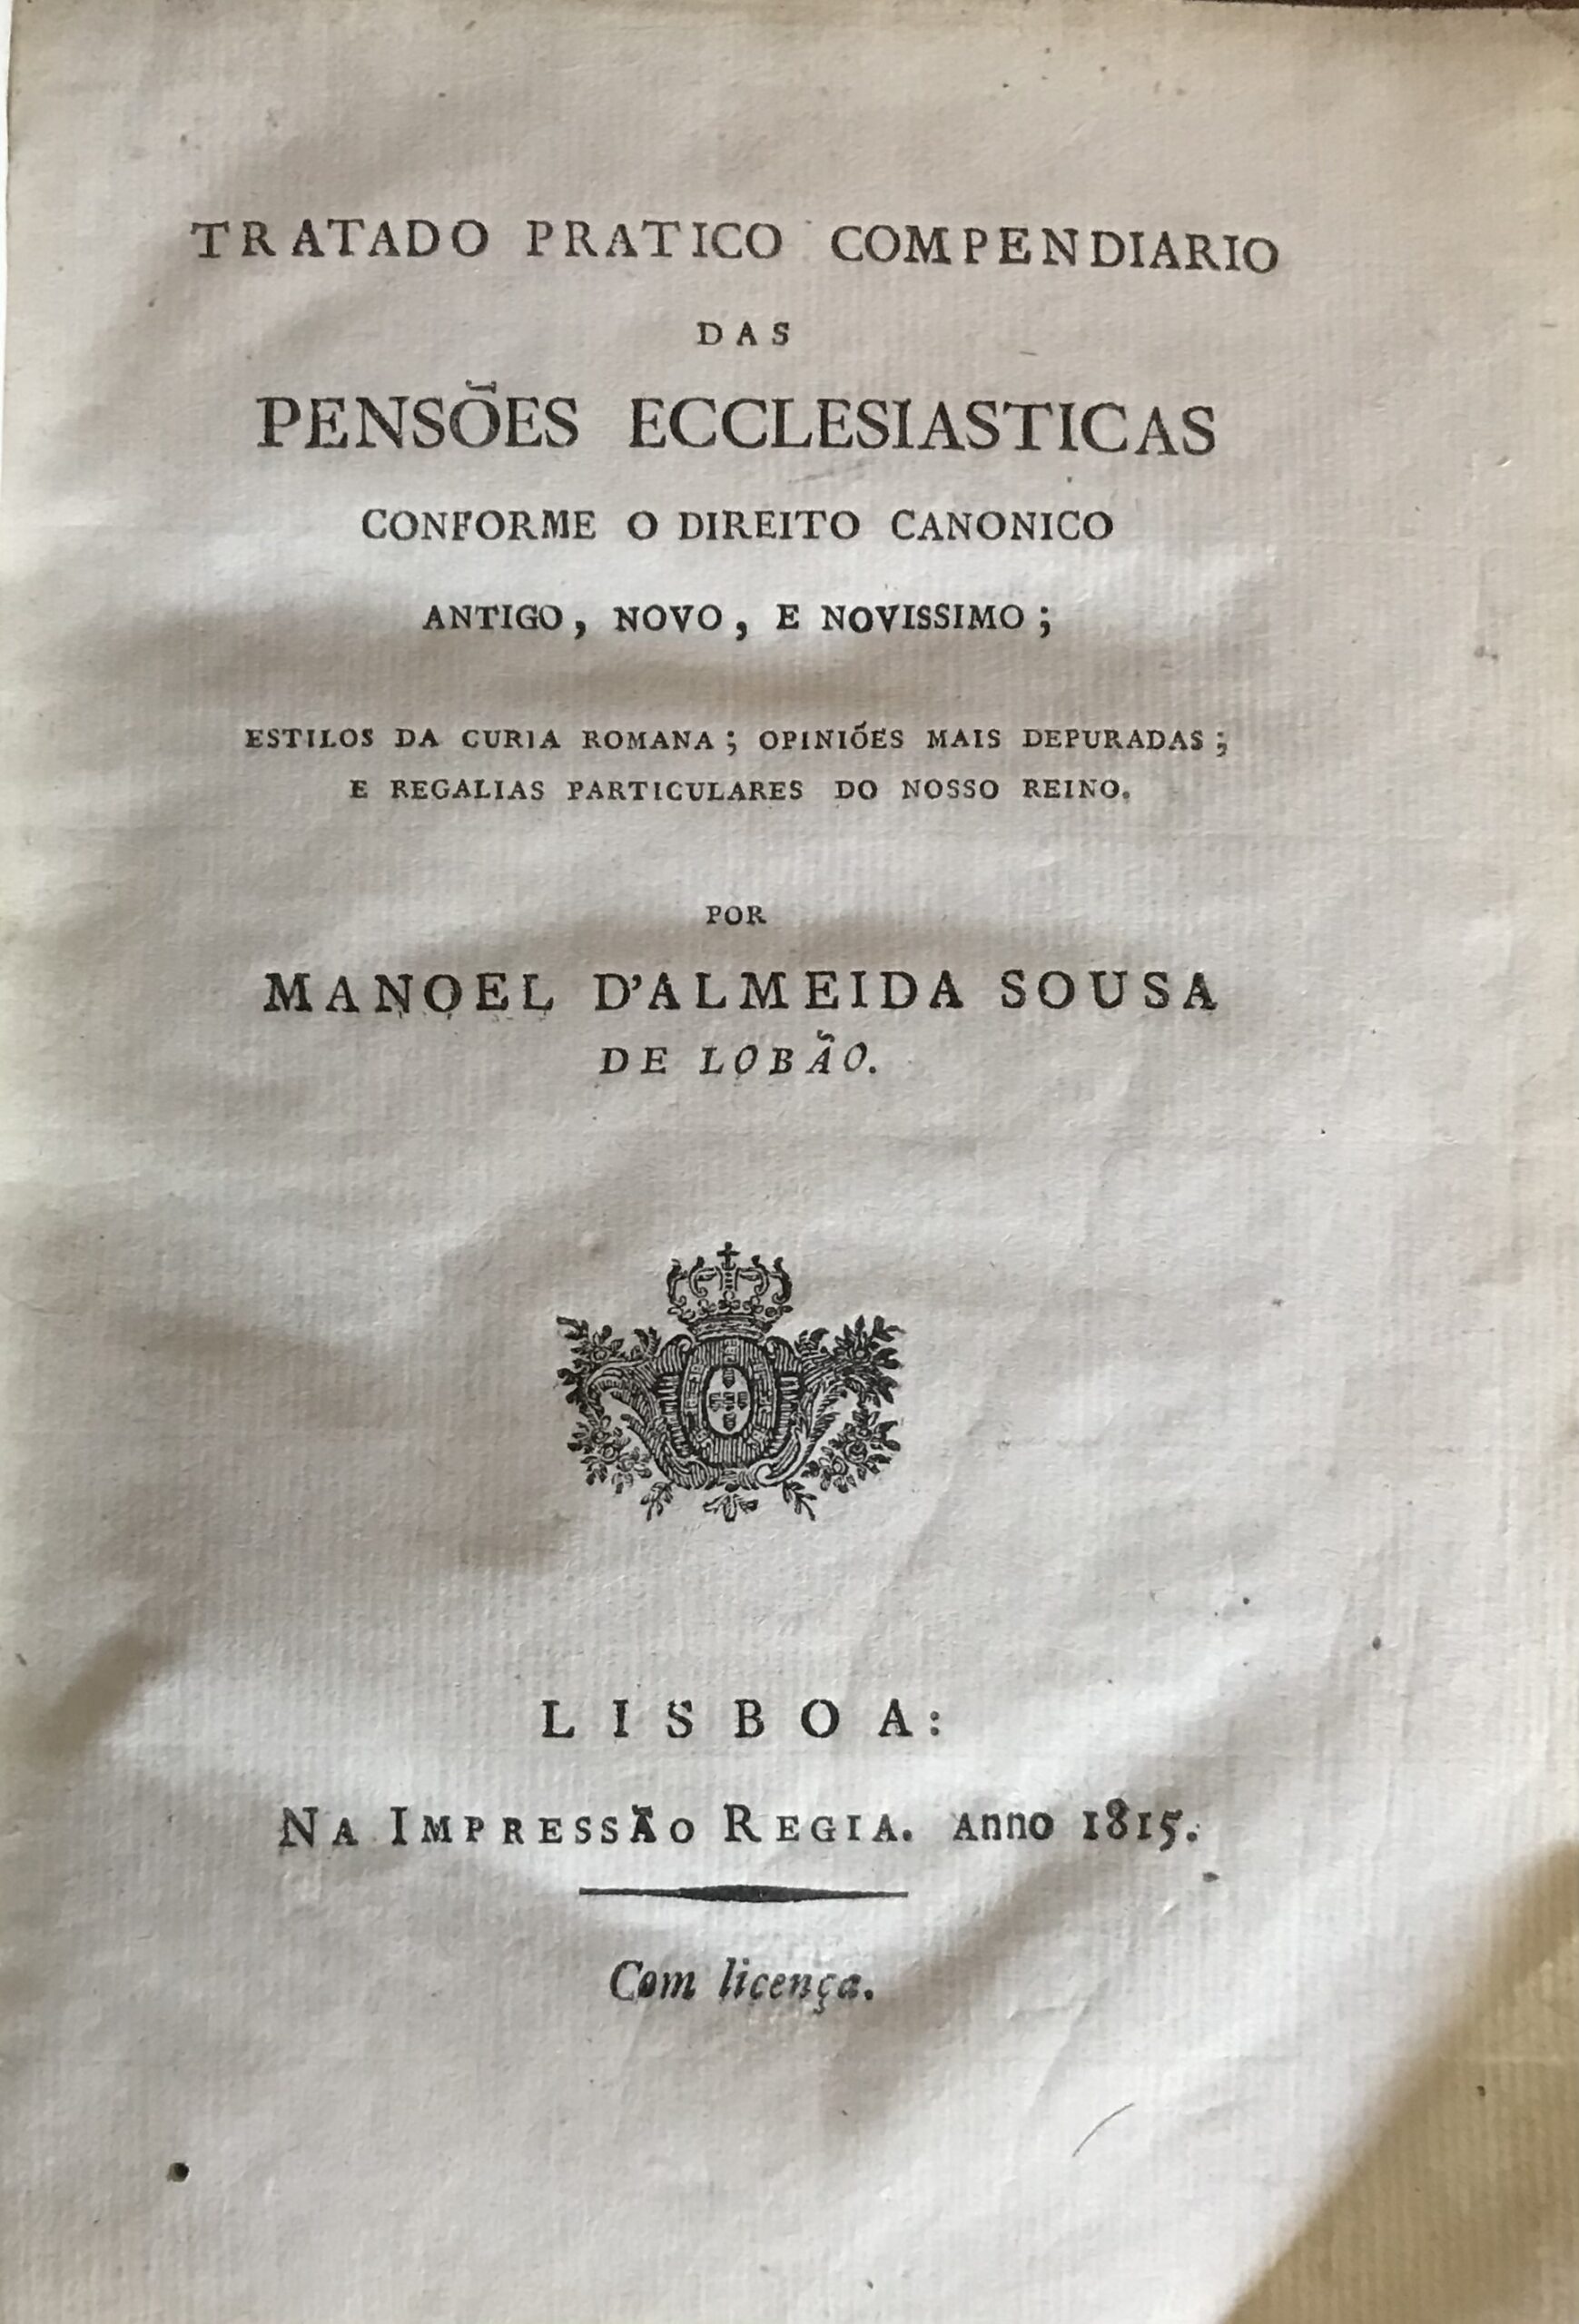 TRATADO PRATICO COMPENDIARIO
DAS
PENSÕES ECCLESIASTICAS
CONFORME O DIREITO CANONICO
ANTIGO, NOVO, E NOVISSIMO;
ESTILOS DA CURIA ROMANA; OPINIÕES MAIS DEPURADAS;
E REGALIAS PARTICULARES DO NOSSO REINO.
POR
MANOEL D'ALMEIDA SOUSA
DE LOBÃO.
LISBOA:
NA IMPRESSÃO REGIA. Anno 1815.
Com licença.